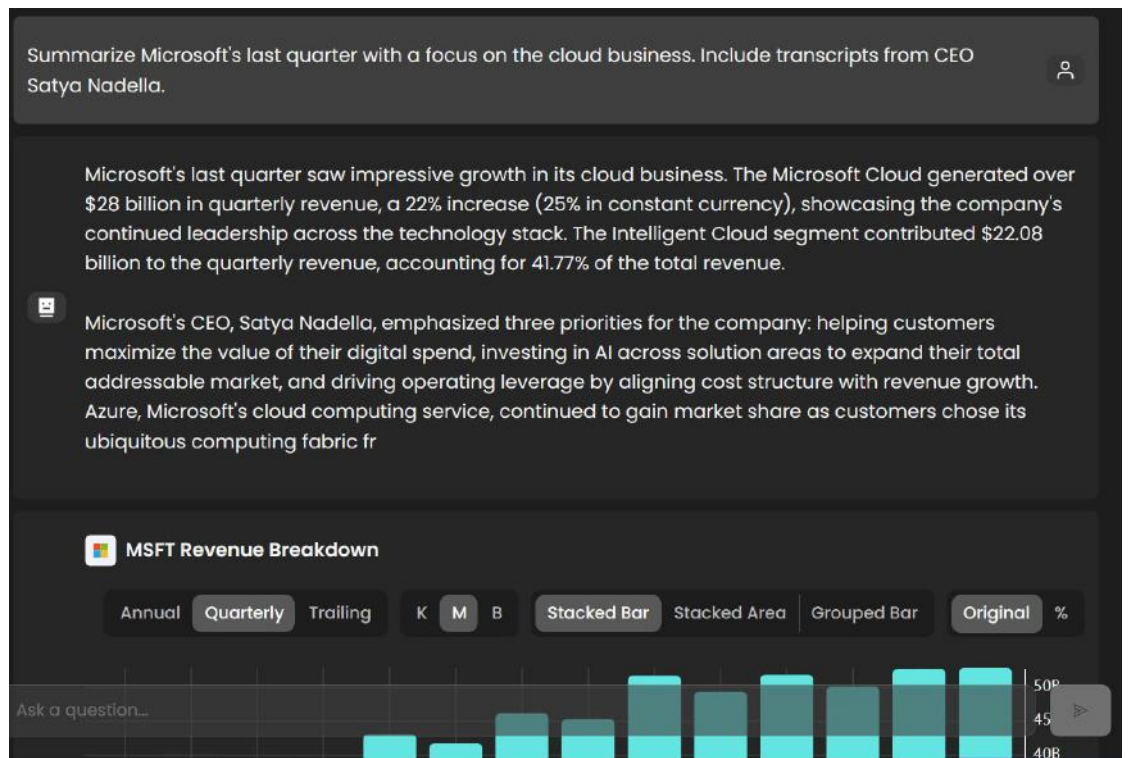 Summarize Microsoft's last quarter with a focus on the cloud business. Include transcripts from CEO
Satya Nadella.
Microsoft's last quarter saw impressive growth in its cloud business. The Microsoft Cloud generated over
$28 billion in quarterly revenue, a 22% increase (25% in constant currency), showcasing the company's
continued leadership across the technology stack. The Intelligent Cloud segment contributed $22.08
billion to the quarterly revenue, accounting for 41.77% of the total revenue.
Microsoft's CEO, Satya Nadella, emphasized three priorities for the company: helping customers
maximize the value of their digital spend, investing in AI across solution areas to expand their total
addressable market, and driving operating leverage by aligning cost structure with revenue growth.
Azure, Microsoft's cloud computing service, continued to gain market share as customers chose its
ubiquitous computing fabric fr
MSFT Revenue Breakdown
Annual Quarterly Trailing K M B Stacked Bar Stacked Area Grouped Bar Original %
50B
Ask a question...
45
40B